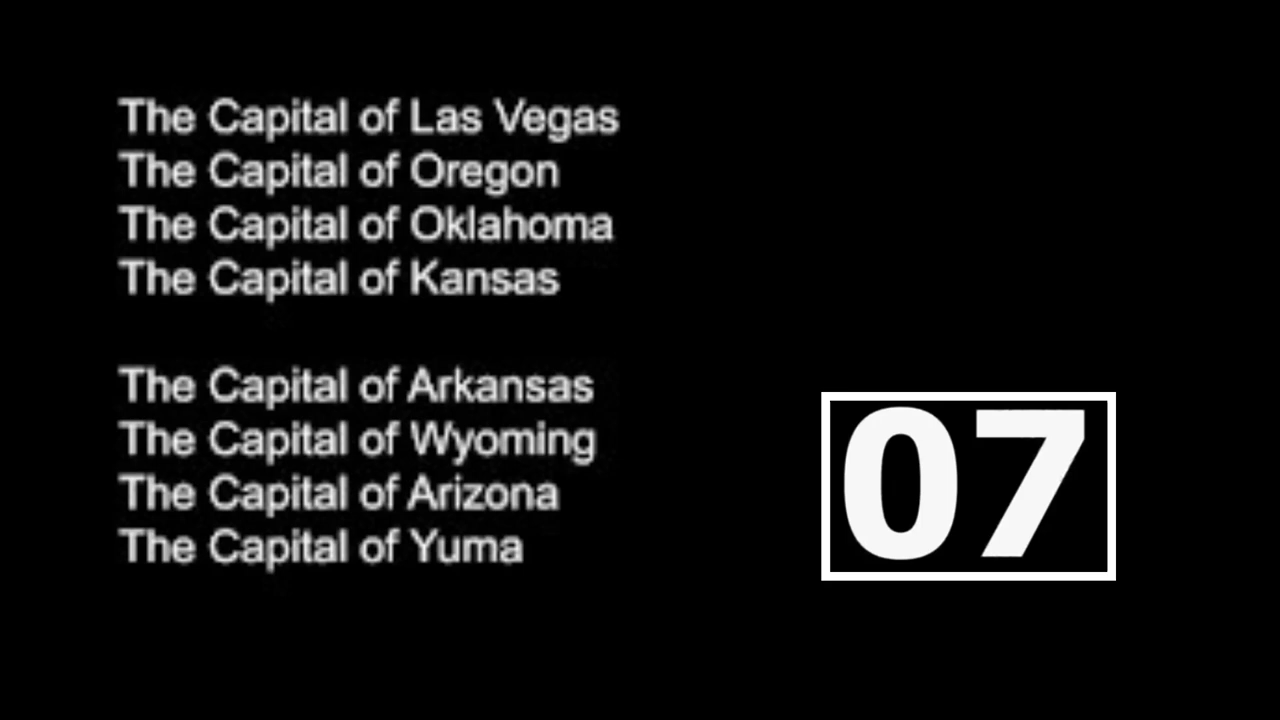 The Capital of Las Vegas
The Capital of Oregon
The Capital of Oklahoma
The Capital of Kansas
The Capital of Arkansas
The Capital of Wyoming
The Capital of Arizona
The Capital of Yuma
07